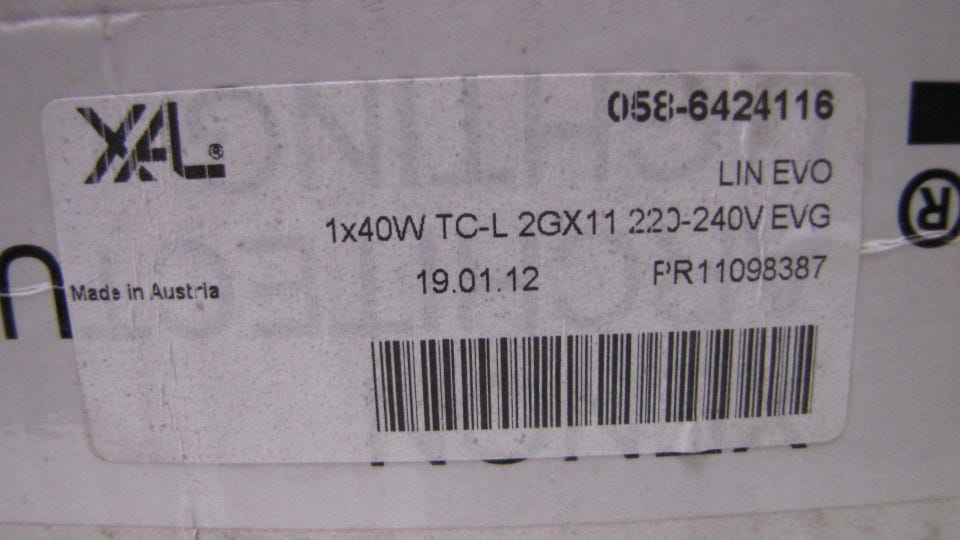 XAL®
058-6424116
LIN EVO
1x40W TC-L 2GX11 220-240V EVG
19.01.12 PR11098387
Made in Austria
®